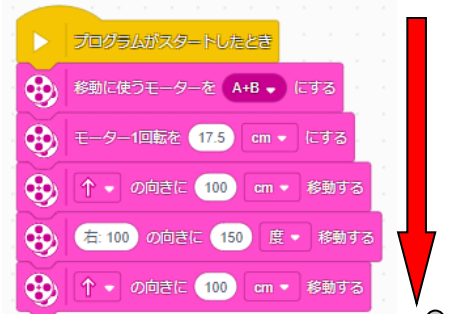 プログラムがスタートしたとき
移動に使うモーターを A+B にする
モーター1回転を 17.5 cm にする
↑ の向きに 100 cm 移動する
右: 100 の向きに 150 度 移動する
↑ の向きに 100 cm 移動する